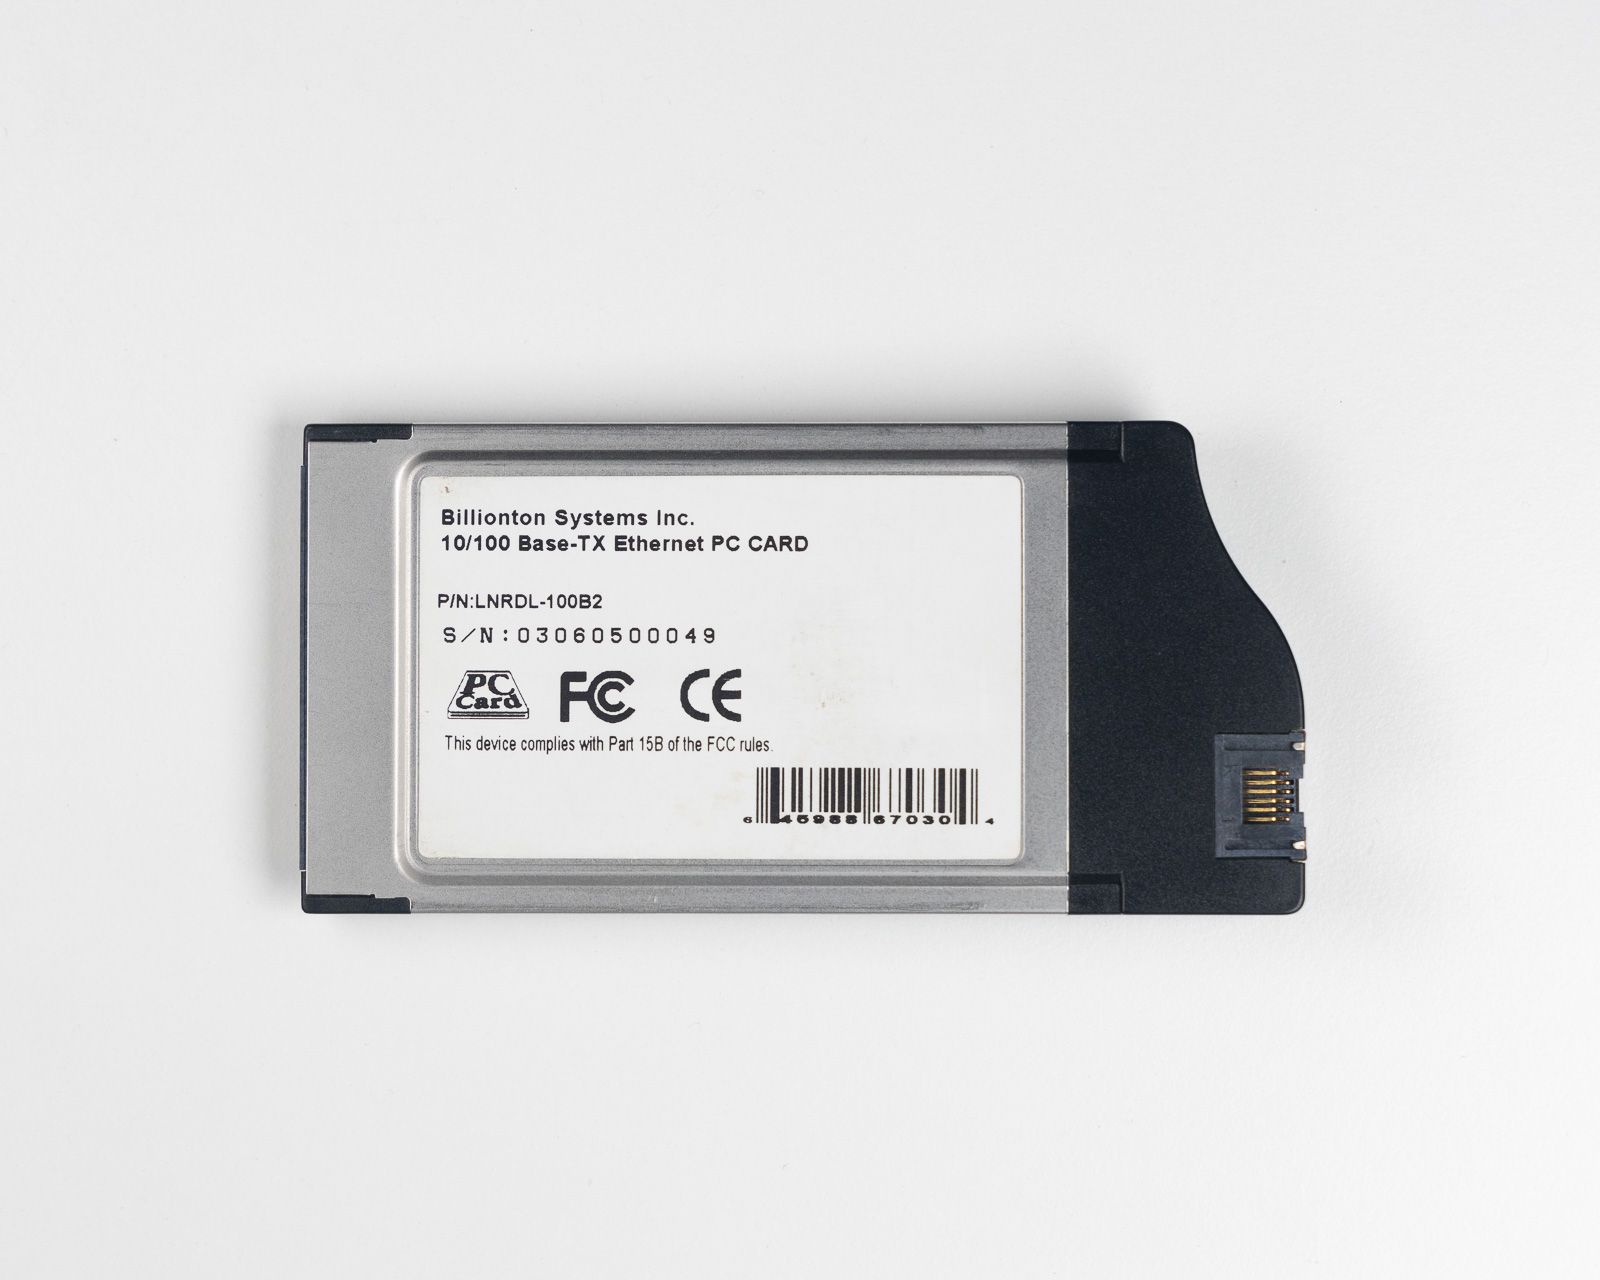 Billionton Systems Inc.
10/100 Base-TX Ethernet PC CARD
P/N:LNRDL-100B2
S/N:03060500049
PC Card FC CE
This device complies with Part 15B of the FCC rules.
6 45988 67030 4